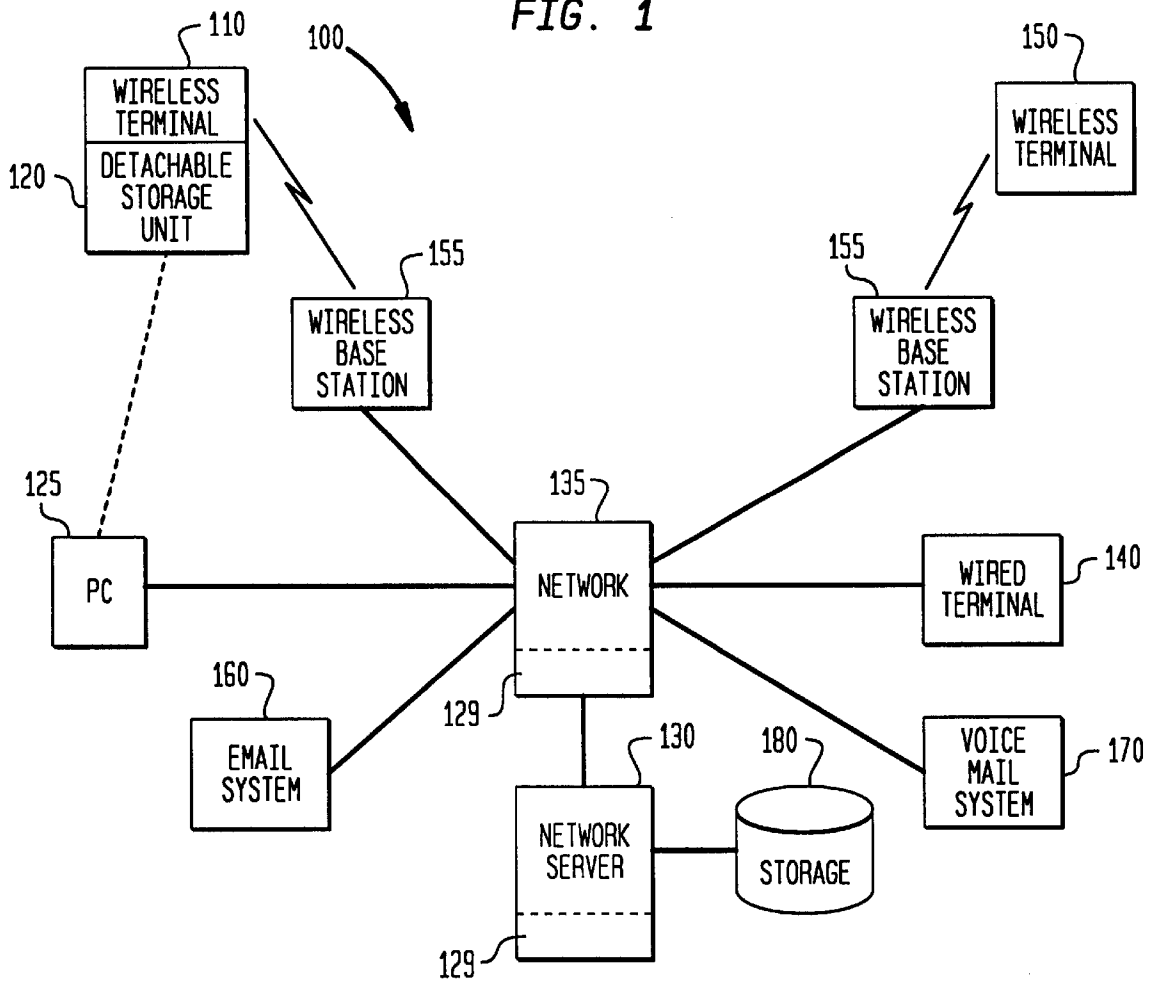 FIG. 1
110
100
150
WIRELESS
TERMINAL
WIRELESS
TERMINAL
120
DETACHABLE
STORAGE
UNIT
155
155
WIRELESS
BASE
STATION
WIRELESS
BASE
STATION
125
135
PC
NETWORK
WIRED
TERMINAL
140
160
129
130
180
EMAIL
SYSTEM
VOICE
MAIL
SYSTEM
170
NETWORK
SERVER
STORAGE
129